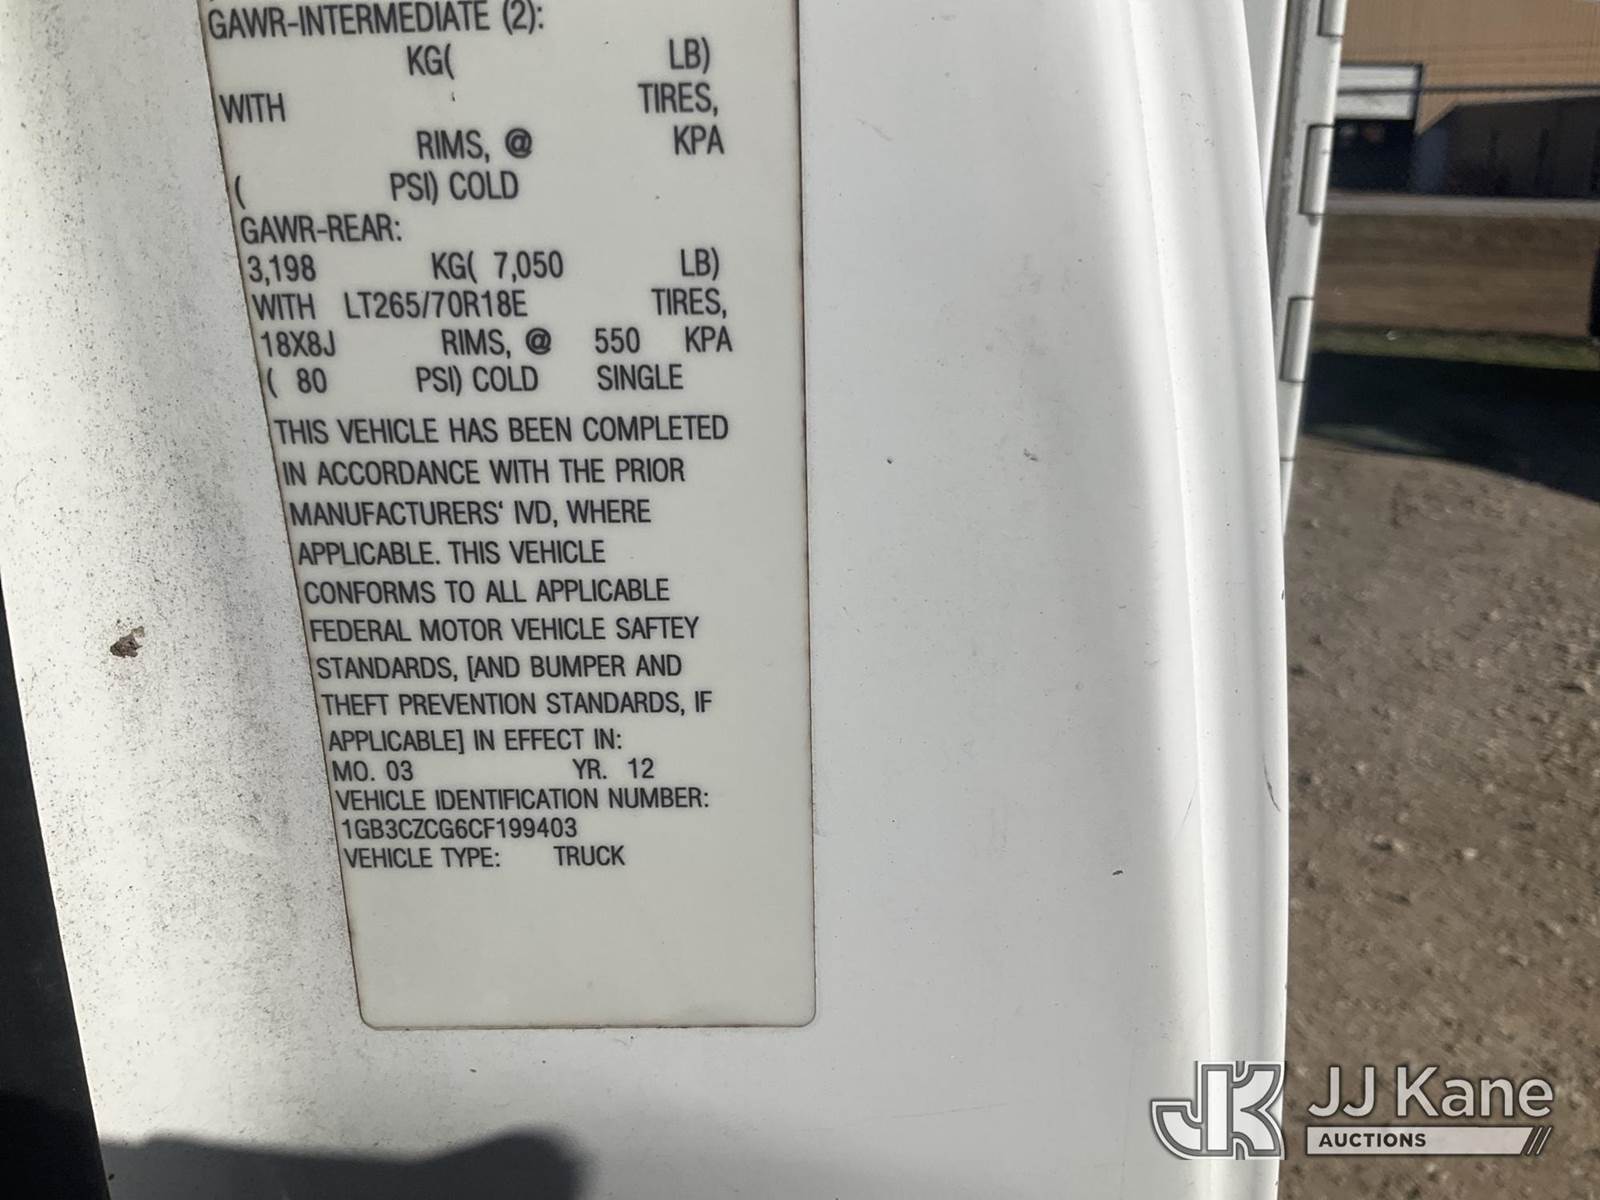 GAWR-INTERMEDIATE (2):
KG( LB)
WITH TIRES,
RIMS, @ KPA
( PSI) COLD
GAWR-REAR:
3,198 KG( 7,050 LB)
WITH LT265/70R18E TIRES,
18X8J RIMS, @ 550 KPA
( 80 PSI) COLD SINGLE
THIS VEHICLE HAS BEEN COMPLETED
IN ACCORDANCE WITH THE PRIOR
MANUFACTURERS' IVD, WHERE
APPLICABLE. THIS VEHICLE
CONFORMS TO ALL APPLICABLE
FEDERAL MOTOR VEHICLE SAFTEY
STANDARDS, [AND BUMPER AND
THEFT PREVENTION STANDARDS, IF
APPLICABLE] IN EFFECT IN:
MO. 03 YR. 12
VEHICLE IDENTIFICATION NUMBER:
1GB3CZCG6CF199403
VEHICLE TYPE: TRUCK
JK JJ Kane
AUCTIONS